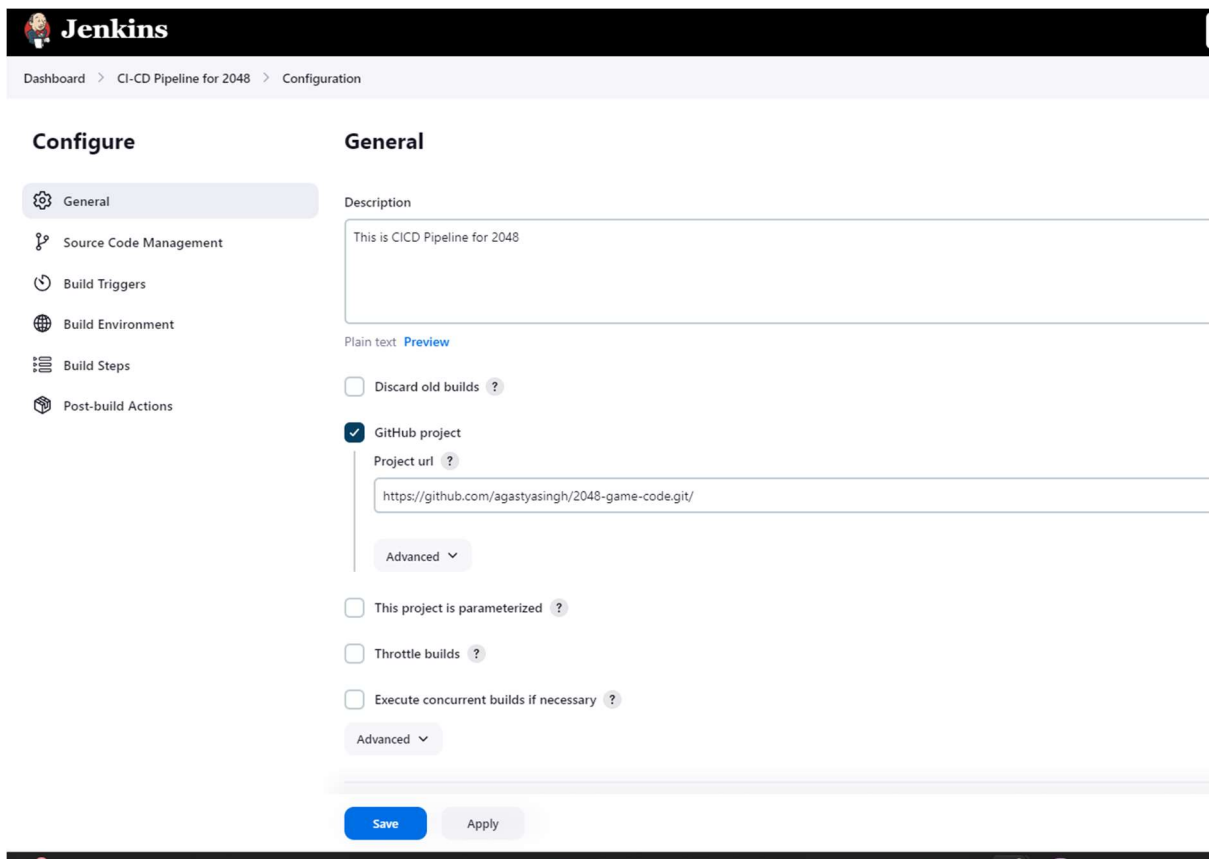 Jenkins
Dashboard > CI-CD Pipeline for 2048 > Configuration
Configure
General
Source Code Management
Build Triggers
Build Environment
Build Steps
Post-build Actions
General
Description
This is CICD Pipeline for 2048
Plain text Preview
Discard old builds ?
GitHub project
Project url ?
https://github.com/agastyasingh/2048-game-code.git/
Advanced
This project is parameterized ?
Throttle builds ?
Execute concurrent builds if necessary ?
Advanced
Save Apply